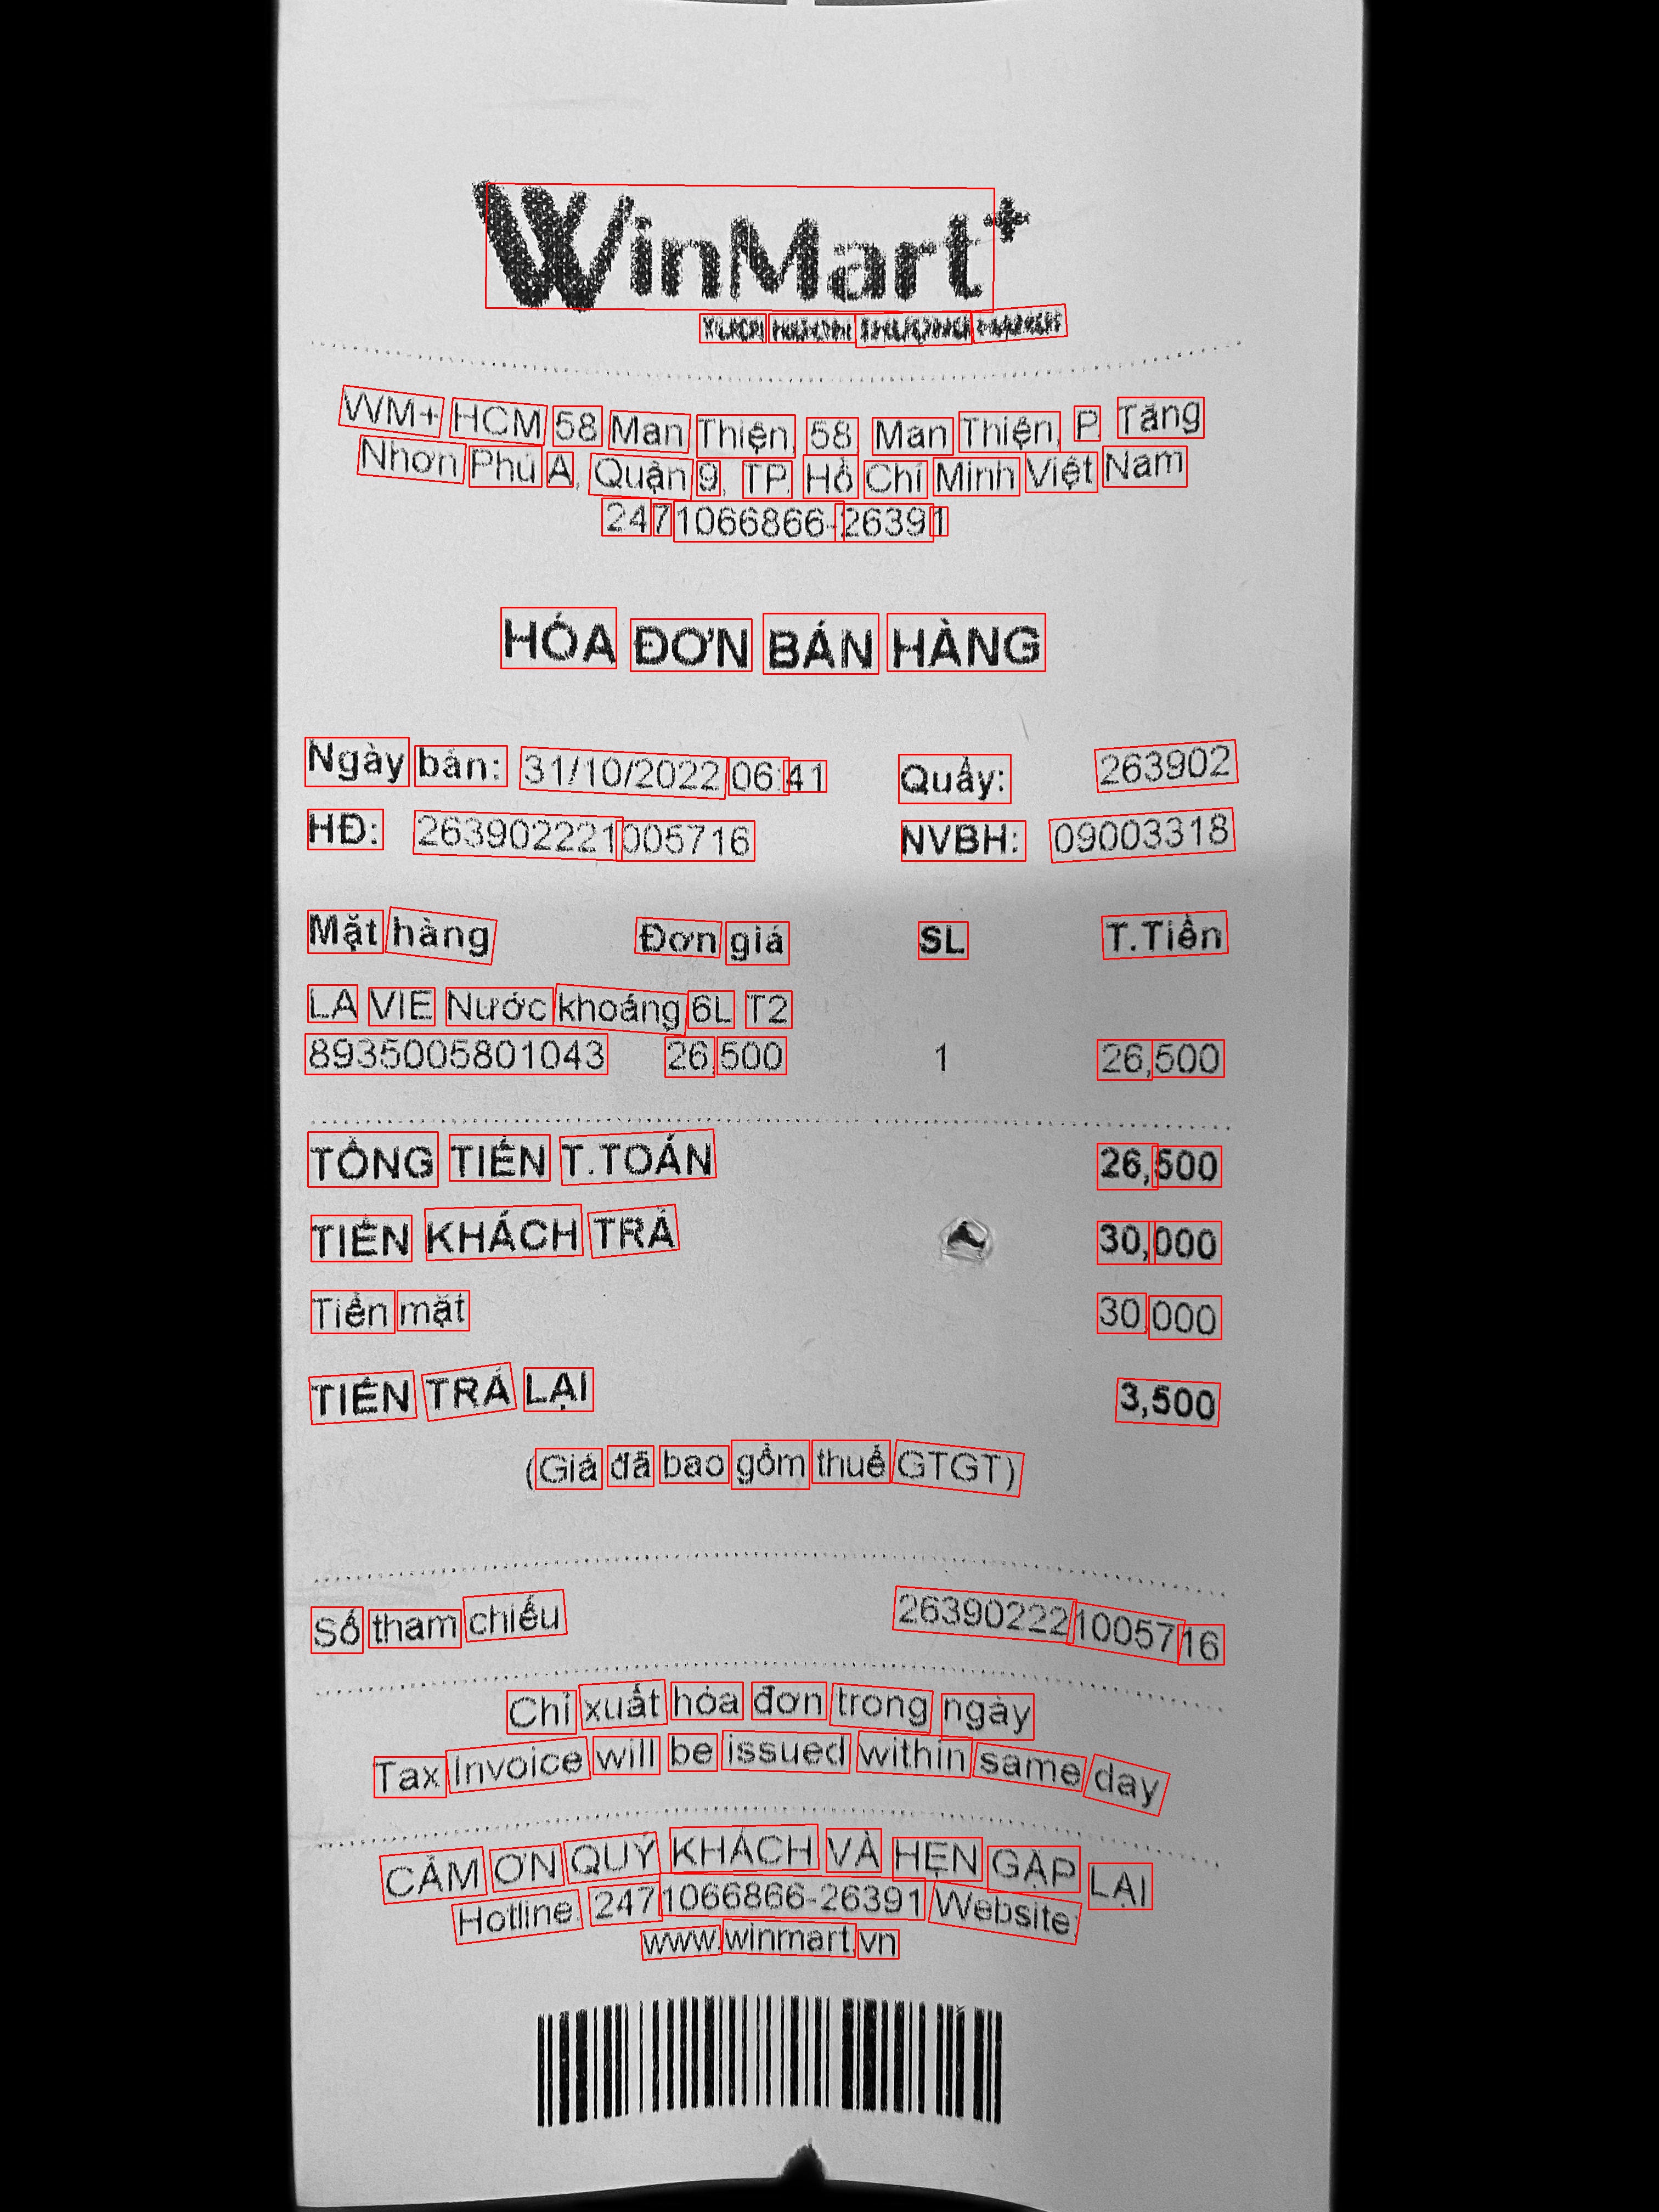 WinMart+
WM+ HCM 58 Man Thiện, 58 Man Thiện, P. Tăng
Nhơn Phú A, Quận 9, TP. Hồ Chí Minh Việt Nam
2471066866-26391
HÓA ĐƠN BÁN HÀNG
Ngày bán: 31/10/2022 06:41 Quầy: 263902
HĐ: 263902221005716 NVBH: 09003318
Mặt hàng Đơn giá SL T.Tiền
LA VIE Nước khoáng 6L T2
8935005801043 26,500 1 26,500
TỔNG TIỀN T.TOÁN 26,500
TIỀN KHÁCH TRẢ 30,000
Tiền mặt 30,000
TIỀN TRẢ LẠI 3,500
(Giá đã bao gồm thuế GTGT)
Số tham chiếu 263902221005716
Chỉ xuất hóa đơn trong ngày
Tax Invoice will be issued within same day
CẢM ƠN QUÝ KHÁCH VÀ HẸN GẶP LẠI
Hotline: 2471066866-26391 Website:
www.winmart.vn